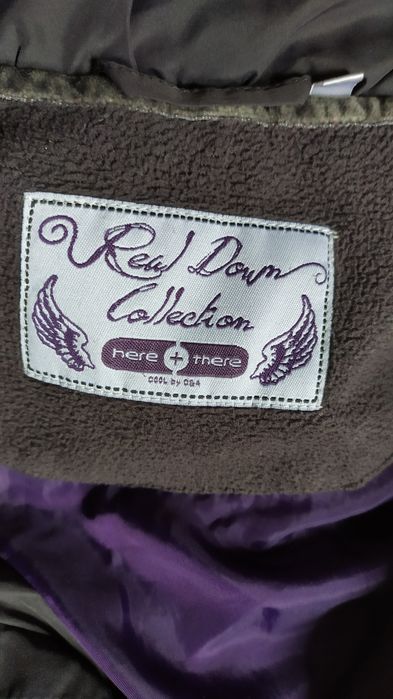 Real Down
Collection
here + there
COOL by C&A